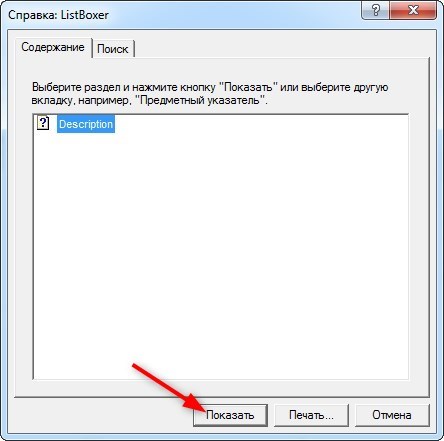 Справка: ListBoxer
Содержание Поиск
Выберите раздел и нажмите кнопку "Показать" или выберите другую
вкладку, например, "Предметный указатель".
Description
Показать Печать... Отмена